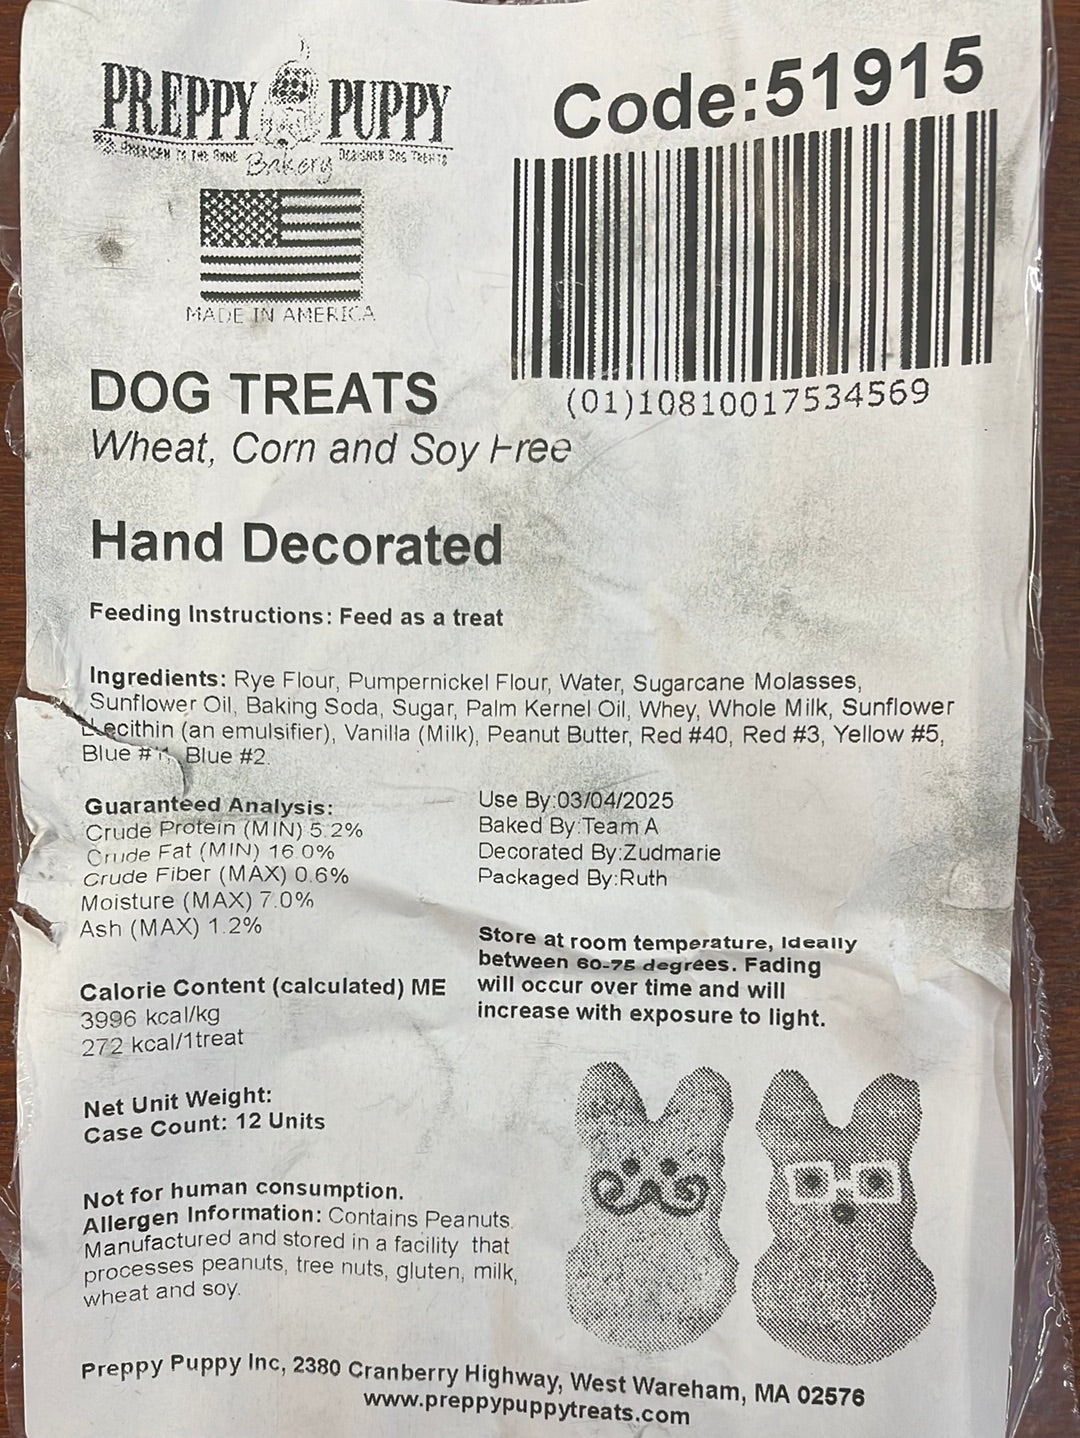 PREPPY PUPPY
AMERICAN TO THE BONE Bakery DESIGNER DOG TREATS
MADE IN AMERICA
Code:51915
(01)10810017534569
DOG TREATS
Wheat, Corn and Soy Free
Hand Decorated
Feeding Instructions: Feed as a treat
Ingredients: Rye Flour, Pumpernickel Flour, Water, Sugarcane Molasses,
Sunflower Oil, Baking Soda, Sugar, Palm Kernel Oil, Whey, Whole Milk, Sunflower
Lecithin (an emulsifier), Vanilla (Milk), Peanut Butter, Red #40, Red #3, Yellow #5,
Blue #1, Blue #2.
Guaranteed Analysis:
Crude Protein (MIN) 5.2%
Crude Fat (MIN) 16.0%
Crude Fiber (MAX) 0.6%
Moisture (MAX) 7.0%
Ash (MAX) 1.2%
Use By:03/04/2025
Baked By:Team A
Decorated By:Zudmarie
Packaged By:Ruth
Store at room temperature, Ideally
between 60-75 degrees. Fading
will occur over time and will
increase with exposure to light.
Calorie Content (calculated) ME
3996 kcal/kg
272 kcal/1treat
Net Unit Weight:
Case Count: 12 Units
Not for human consumption.
Allergen Information: Contains Peanuts.
Manufactured and stored in a facility that
processes peanuts, tree nuts, gluten, milk,
wheat and soy.
Preppy Puppy Inc, 2380 Cranberry Highway, West Wareham, MA 02576
www.preppypuppytreats.com